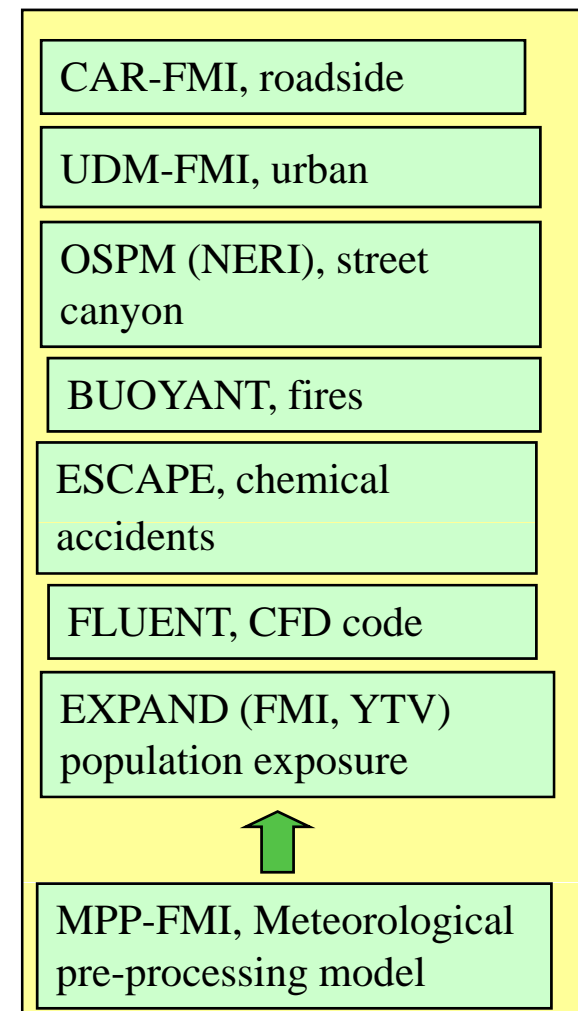 CAR-FMI, roadside
UDM-FMI, urban
OSPM (NERI), street
canyon
BUOYANT, fires
ESCAPE, chemical
accidents
FLUENT, CFD code
EXPAND (FMI, YTV)
population exposure
MPP-FMI, Meteorological
pre-processing model